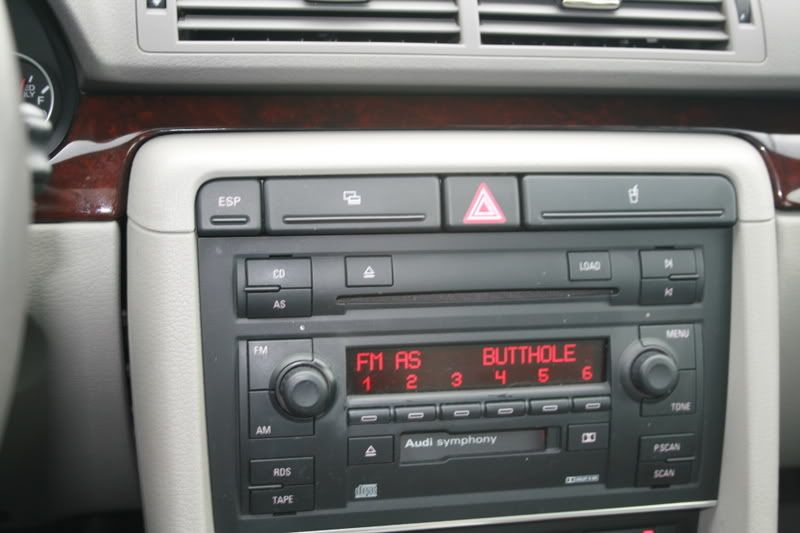 F
ESP
CD
LOAD
AS
FM
MENU
FM AS BUTTHOLE
1 2 3 4 5 6
AM
TONE
Audi symphony
P.SCAN
RDS
SCAN
TAPE